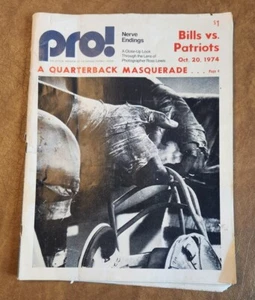 $1
pro!
Nerve
Endings
A Close-Up Look
Through the Lens of
Photographer Ross Lewis
Bills vs.
Patriots
Oct. 20, 1974
A QUARTERBACK MASQUERADE . . . Page